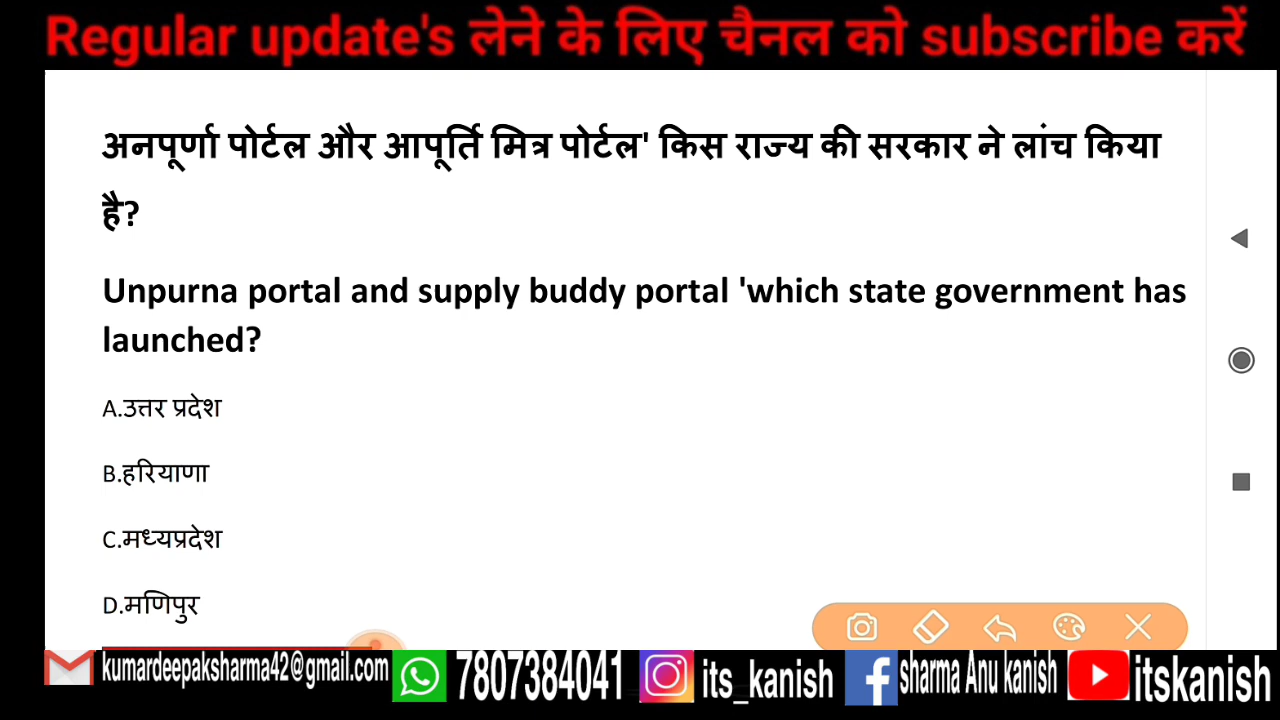 Regular update's लेने के लिए चैनल को subscribe करें
अनपूर्णा पोर्टल और आपूर्ति मित्र पोर्टल' किस राज्य की सरकार ने लांच किया
है?
Unpurna portal and supply buddy portal 'which state government has
launched?
A.उत्तर प्रदेश
B.हरियाणा
C.मध्यप्रदेश
D.मणिपुर
kumardeepaksharma42@gmail.com 7807384041 its_kanish sharma Anu kanish itskanish